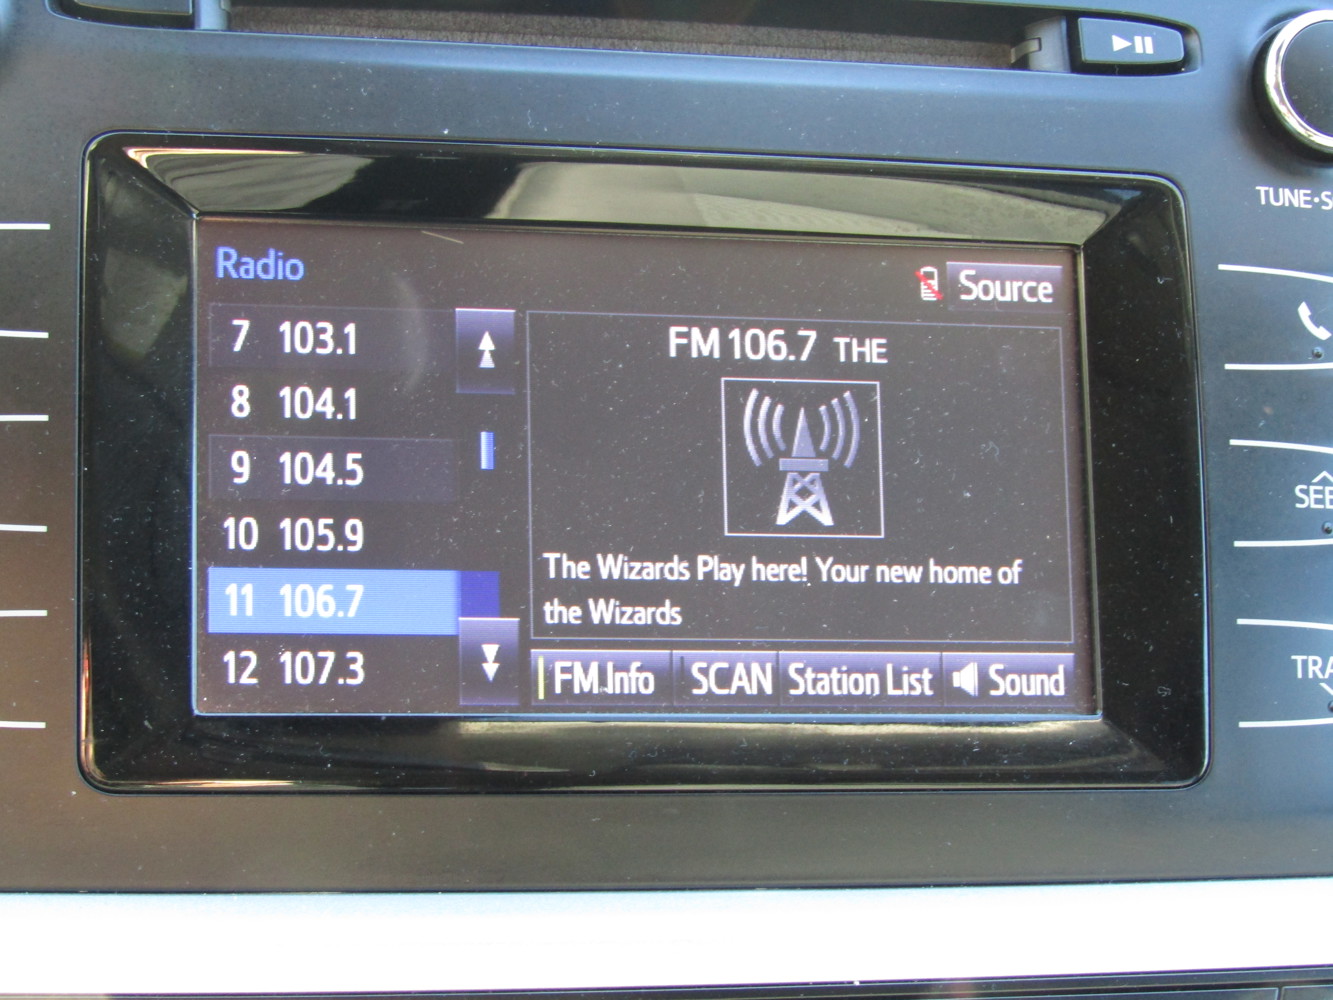 TUNE·S
Radio
Source
7 103.1
8 104.1
9 104.5
10 105.9
11 106.7
12 107.3
FM 106.7 THE
The Wizards Play here! Your new home of
the Wizards
FM Info
SCAN
Station List
Sound
SEE
TRA